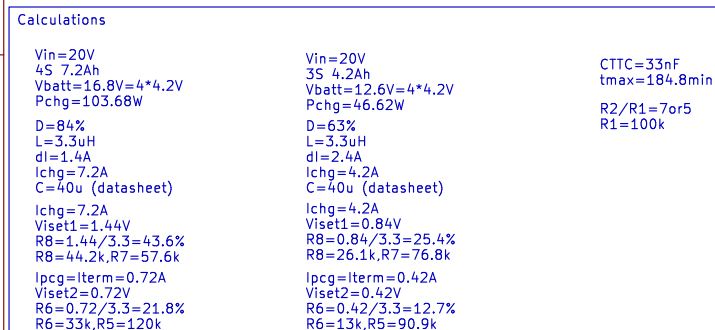 Calculations
Vin=20V
4S 7.2Ah
Vbatt=16.8V=4*4.2V
Pchg=103.68W
D=84%
L=3.3uH
dI=1.4A
Ichg=7.2A
C=40u (datasheet)
Ichg=7.2A
Viset1=1.44V
R8=1.44/3.3=43.6%
R8=44.2k,R7=57.6k
Ipcg=Iterm=0.72A
Viset2=0.72V
R6=0.72/3.3=21.8%
R6=33k,R5=120k
Vin=20V
3S 4.2Ah
Vbatt=12.6V=4*4.2V
Pchg=46.62W
D=63%
L=3.3uH
dI=2.4A
Ichg=4.2A
C=40u (datasheet)
Ichg=4.2A
Viset1=0.84V
R8=0.84/3.3=25.4%
R8=26.1k,R7=76.8k
Ipcg=Iterm=0.42A
Viset2=0.42V
R6=0.42/3.3=12.7%
R6=13k,R5=90.9k
CTTC=33nF
tmax=184.8min
R2/R1=7or5
R1=100k